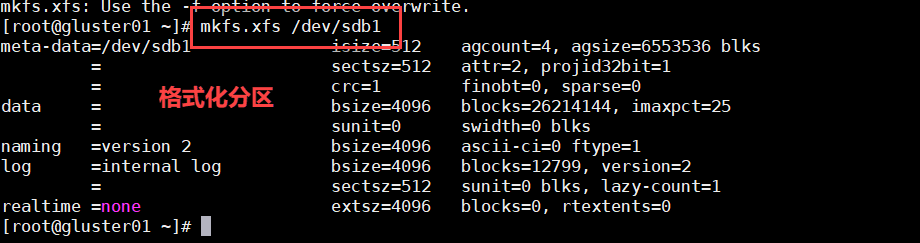 mkfs.xfs: Use the -f option to force overwrite.
[root@gluster01 ~]# mkfs.xfs /dev/sdb1
meta-data=/dev/sdb1              isize=512    agcount=4, agsize=6553536 blks
         =                       sectsz=512   attr=2, projid32bit=1
         =                       crc=1        finobt=0, sparse=0
格式化分区
data     =                       bsize=4096   blocks=26214144, imaxpct=25
         =                       sunit=0      swidth=0 blks
naming   =version 2              bsize=4096   ascii-ci=0 ftype=1
log      =internal log           bsize=4096   blocks=12799, version=2
         =                       sectsz=512   sunit=0 blks, lazy-count=1
realtime =none                   extsz=4096   blocks=0, rtextents=0
[root@gluster01 ~]#